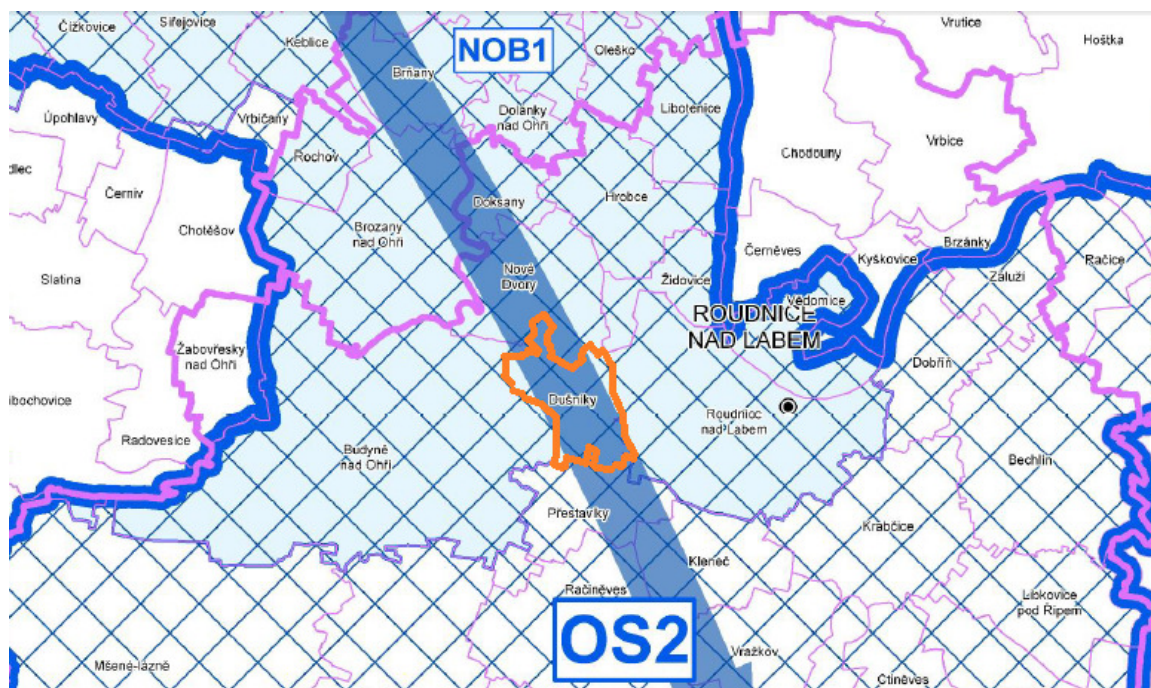 Čížkovice
Siřejovice
Keblice
NOB1
Oleško
Vrutice
Hoštka
Brňany
Úpohlavy
Vrbičany
Dolánky
nad Ohří
Libotenice
Rochov
Chodouny
Vrbice
dlec
Černiv
Doksany
Hrobce
Chotěšov
Brozany
nad Ohří
Černěves
Kyškovice
Brzánky
Račice
Slatina
Nové
Dvory
Židovice
Záluží
Vědomice
ROUDNICE
NAD LABEM
Žabovřesky
nad Ohří
Dobříň
ibochovice
Dušníky
Roudnice
nad Labem
Radovesice
Budyně
nad Ohří
Bechlín
Přestavlky
Krabčice
Kleneč
Račiněves
Libkovice
pod Řípem
OS2
Vražkov
Mšené-lázně
Ctiněves